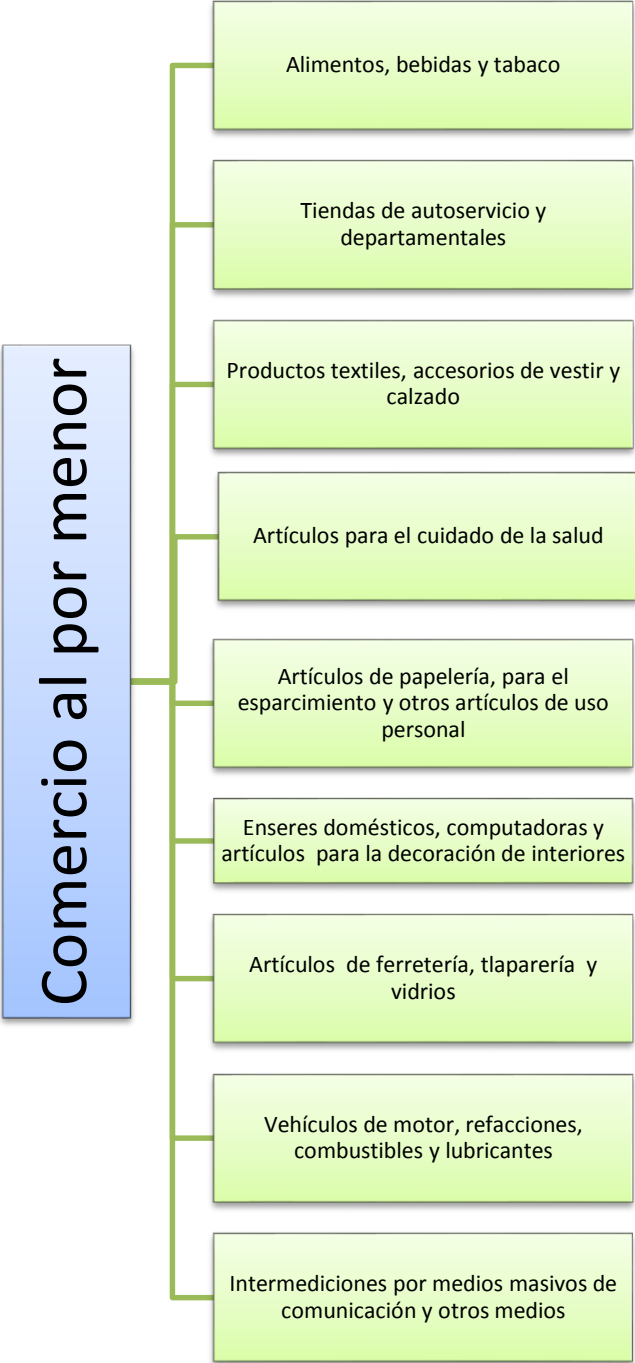 Comercio al por menor
Alimentos, bebidas y tabaco
Tiendas de autoservicio y
departamentales
Productos textiles, accesorios de vestir y
calzado
Artículos para el cuidado de la salud
Artículos de papelería, para el
esparcimiento y otros artículos de uso
personal
Enseres domésticos, computadoras y
artículos para la decoración de interiores
Artículos de ferretería, tlaparería y
vidrios
Vehículos de motor, refacciones,
combustibles y lubricantes
Intermediciones por medios masivos de
comunicación y otros medios